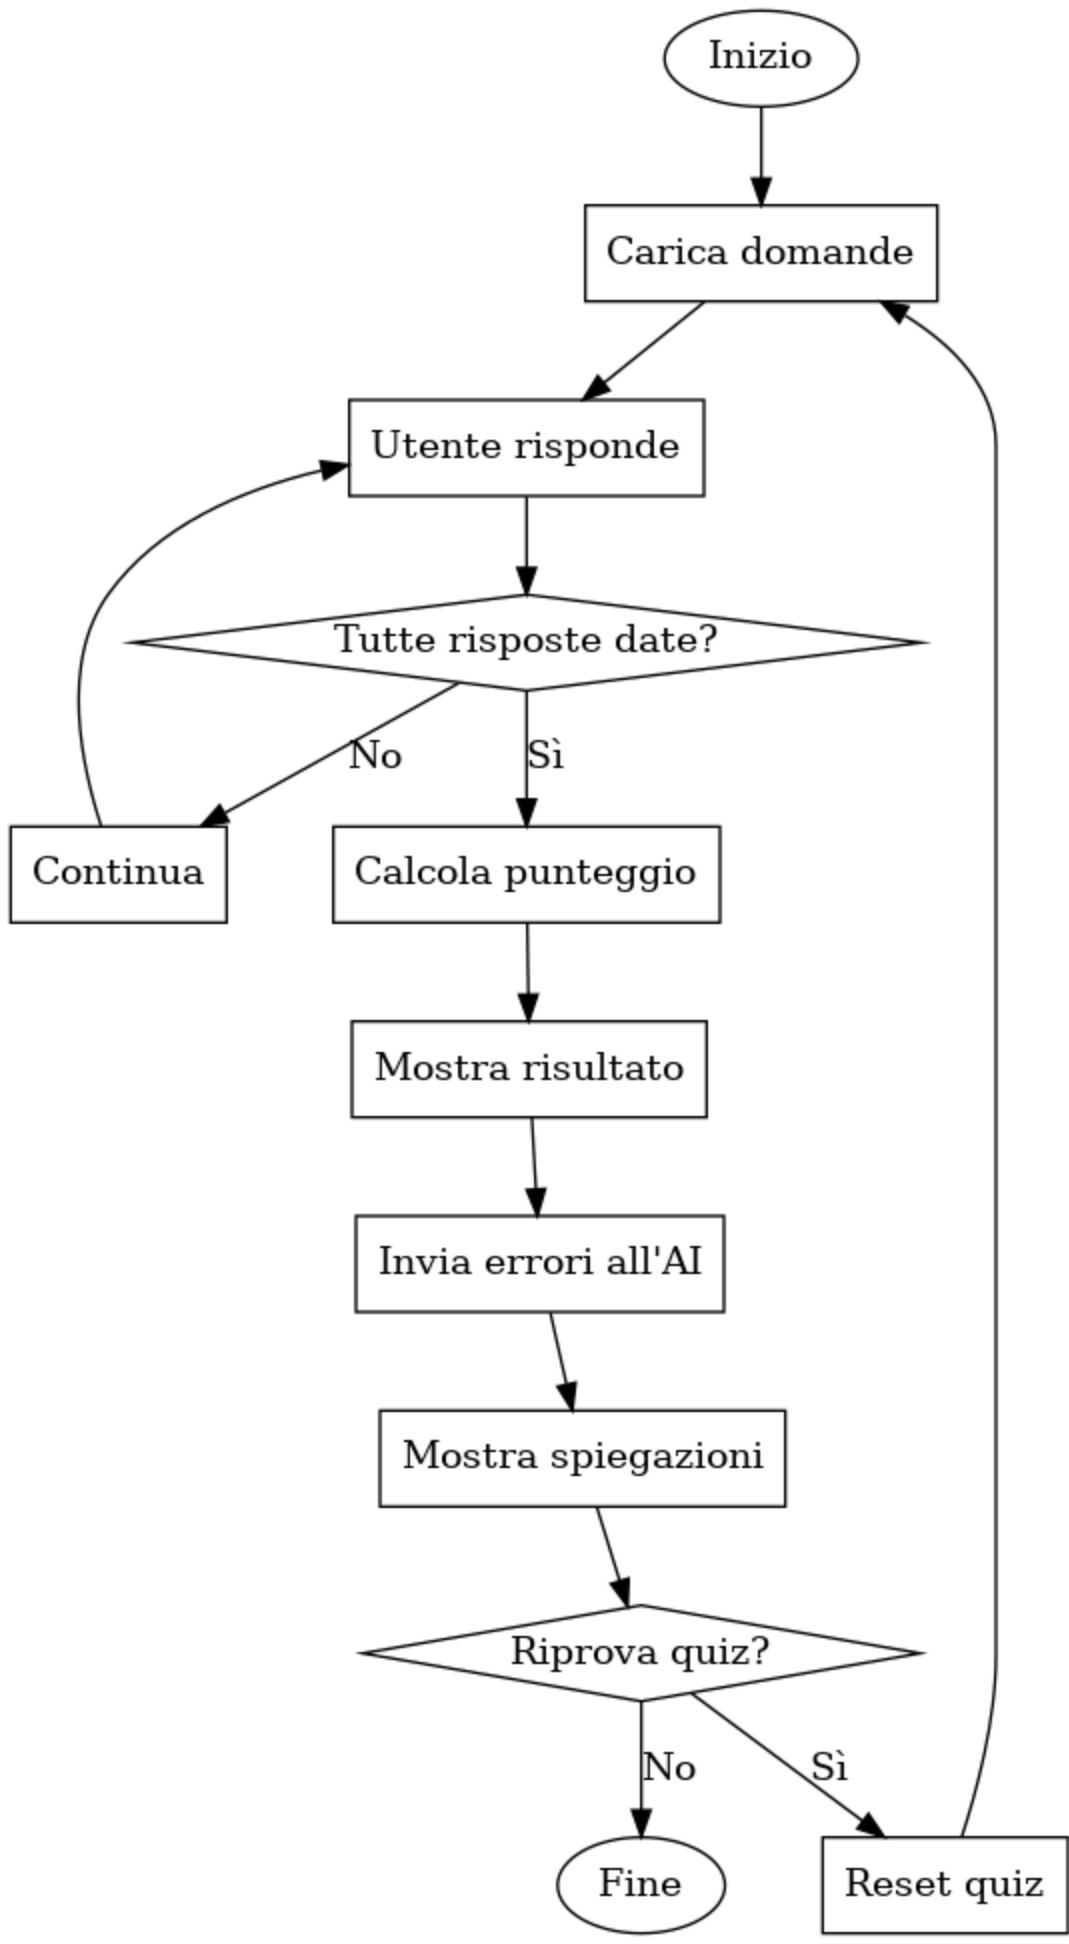 Inizio
Carica domande
Utente risponde
Tutte risposte date?
No
Sì
Continua
Calcola punteggio
Mostra risultato
Invia errori all'AI
Mostra spiegazioni
Riprova quiz?
No
Sì
Fine
Reset quiz